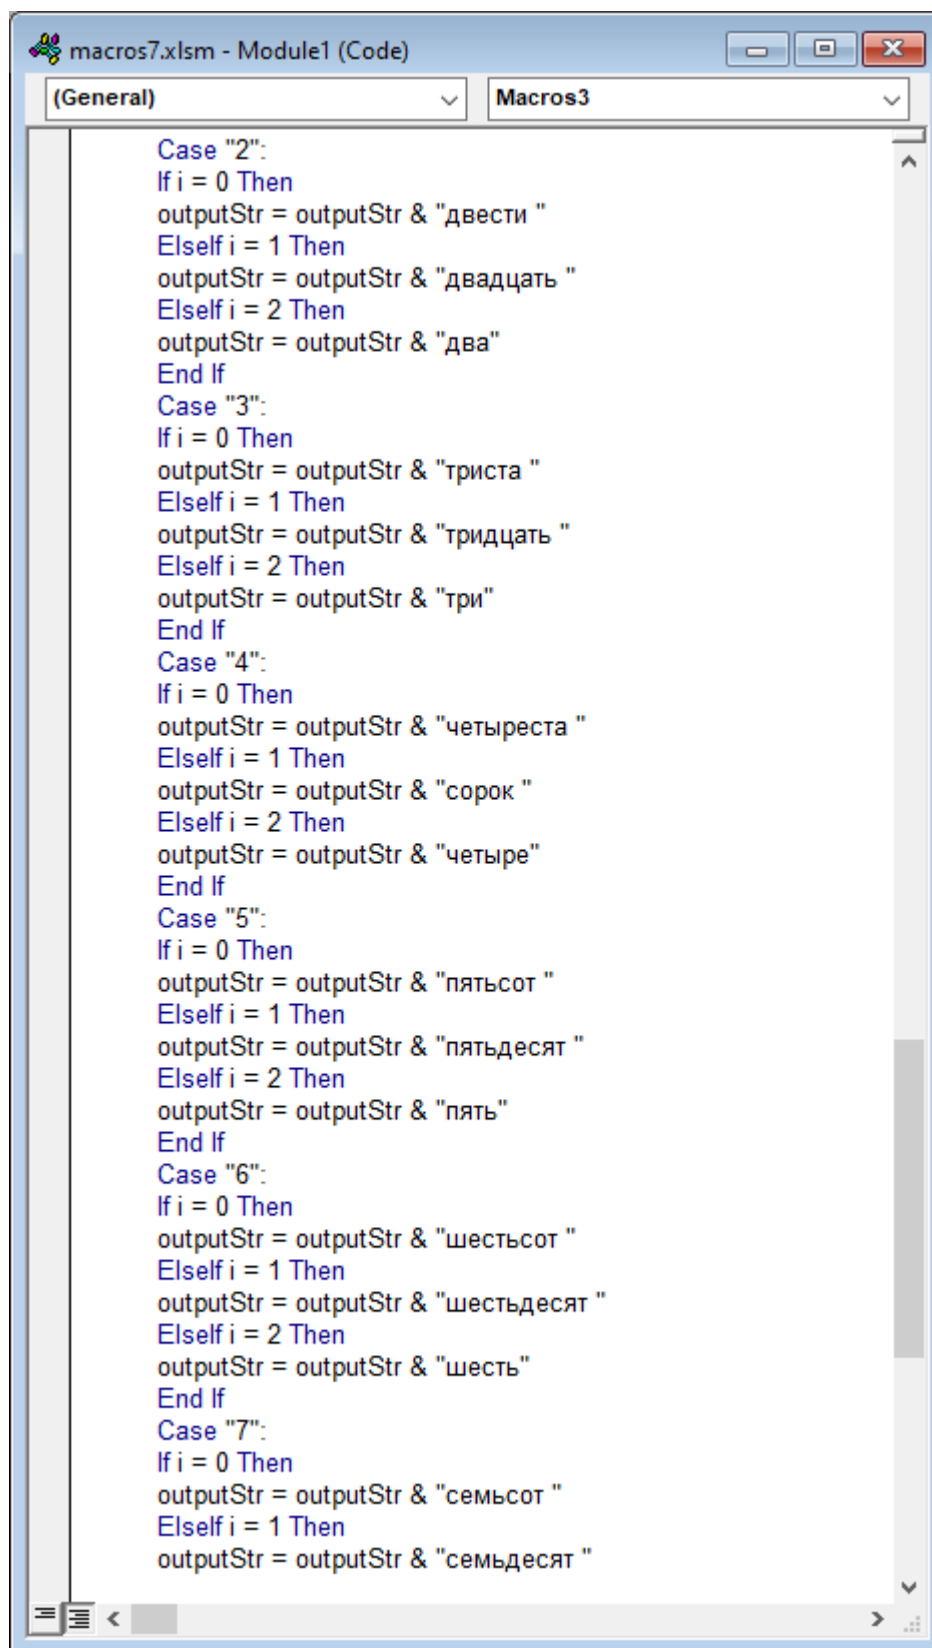 macros7.xlsm - Module1 (Code)
(General) Macros3
Case "2":
If i = 0 Then
outputStr = outputStr & "двести "
ElseIf i = 1 Then
outputStr = outputStr & "двадцать "
ElseIf i = 2 Then
outputStr = outputStr & "два"
End If
Case "3":
If i = 0 Then
outputStr = outputStr & "триста "
ElseIf i = 1 Then
outputStr = outputStr & "тридцать "
ElseIf i = 2 Then
outputStr = outputStr & "три"
End If
Case "4":
If i = 0 Then
outputStr = outputStr & "четыреста "
ElseIf i = 1 Then
outputStr = outputStr & "сорок "
ElseIf i = 2 Then
outputStr = outputStr & "четыре"
End If
Case "5":
If i = 0 Then
outputStr = outputStr & "пятьсот "
ElseIf i = 1 Then
outputStr = outputStr & "пятьдесят "
ElseIf i = 2 Then
outputStr = outputStr & "пять"
End If
Case "6":
If i = 0 Then
outputStr = outputStr & "шестьсот "
ElseIf i = 1 Then
outputStr = outputStr & "шестьдесят "
ElseIf i = 2 Then
outputStr = outputStr & "шесть"
End If
Case "7":
If i = 0 Then
outputStr = outputStr & "семьсот "
ElseIf i = 1 Then
outputStr = outputStr & "семьдесят "